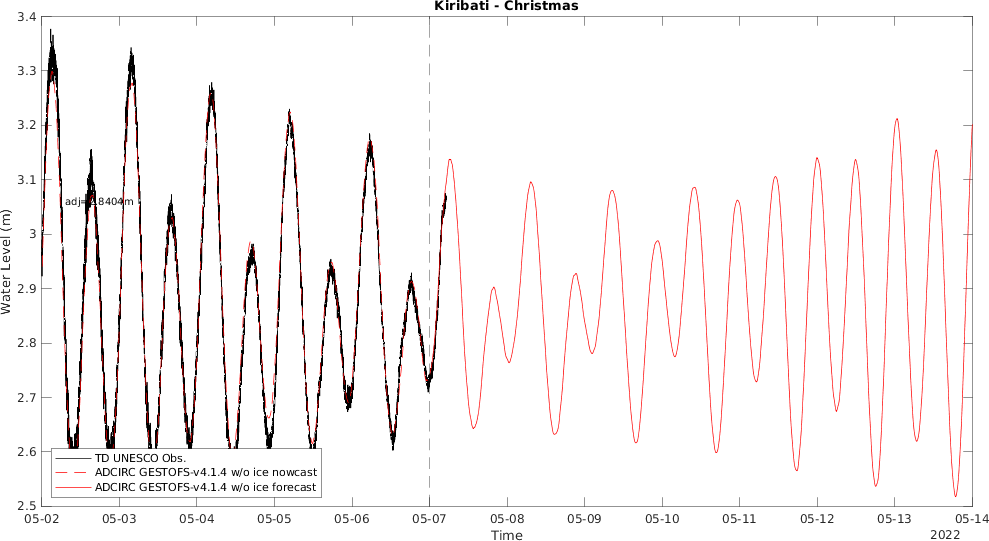 Kiribati - Christmas
3.4
3.3
3.2
3.1
3
2.9
2.8
2.7
2.6
2.5
Water Level (m)
TD UNESCO Obs.
ADCIRC GESTOFS-v4.1.4 w/o ice nowcast
ADCIRC GESTOFS-v4.1.4 w/o ice forecast
05-02 05-03 05-04 05-05 05-06 05-07 05-08 05-09 05-10 05-11 05-12 05-13 05-14
Time
2022